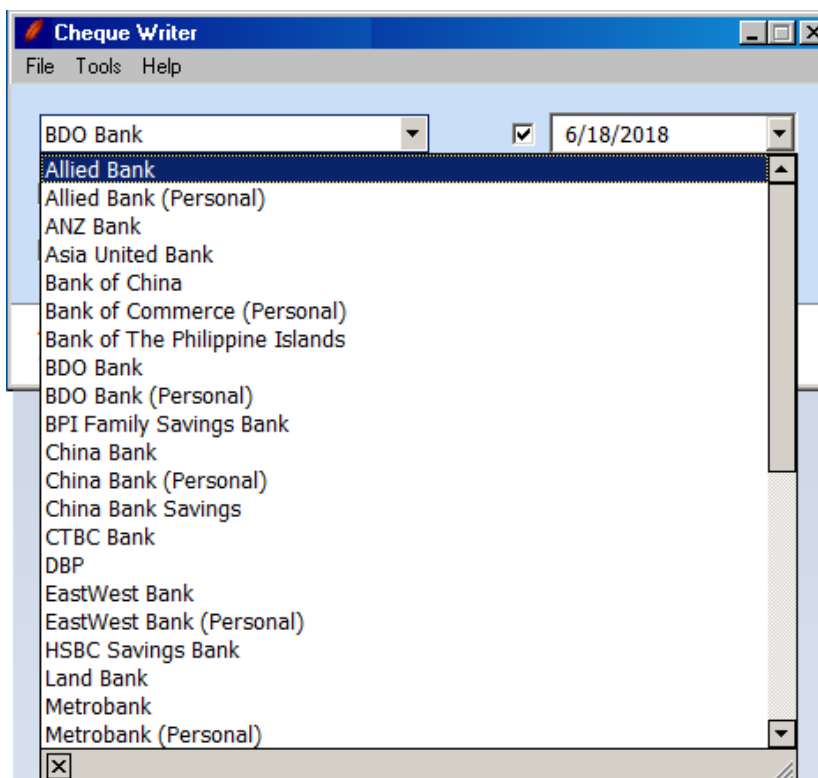 Cheque Writer
File Tools Help
BDO Bank 6/18/2018
Allied Bank
Allied Bank (Personal)
ANZ Bank
Asia United Bank
Bank of China
Bank of Commerce (Personal)
Bank of The Philippine Islands
BDO Bank
BDO Bank (Personal)
BPI Family Savings Bank
China Bank
China Bank (Personal)
China Bank Savings
CTBC Bank
DBP
EastWest Bank
EastWest Bank (Personal)
HSBC Savings Bank
Land Bank
Metrobank
Metrobank (Personal)